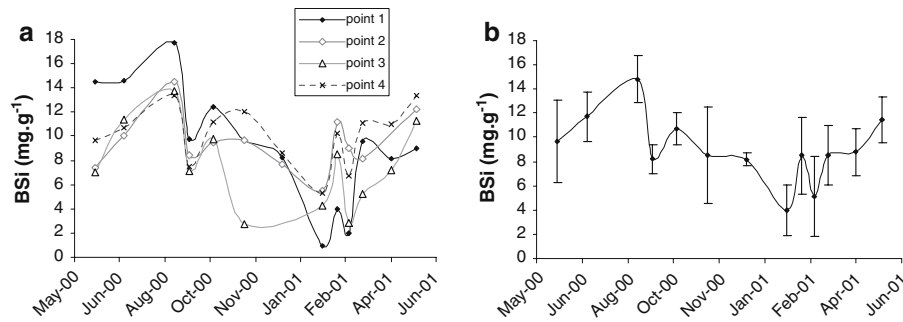 a
point 1
point 2
point 3
point 4
BSi (mg.g-1)
18
16
14
12
10
8
6
4
2
0
May-00
Jun-00
Aug-00
Oct-00
Nov-00
Jan-01
Feb-01
Apr-01
Jun-01
b
BSi (mg.g-1)
18
16
14
12
10
8
6
4
2
0
May-00
Jun-00
Aug-00
Oct-00
Nov-00
Jan-01
Feb-01
Apr-01
Jun-01